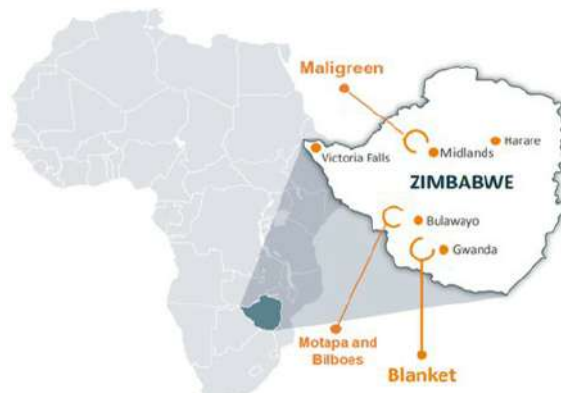 Maligreen
Harare
Victoria Falls
Midlands
ZIMBABWE
Bulawayo
Gwanda
Motapa and
Bilboes
Blanket